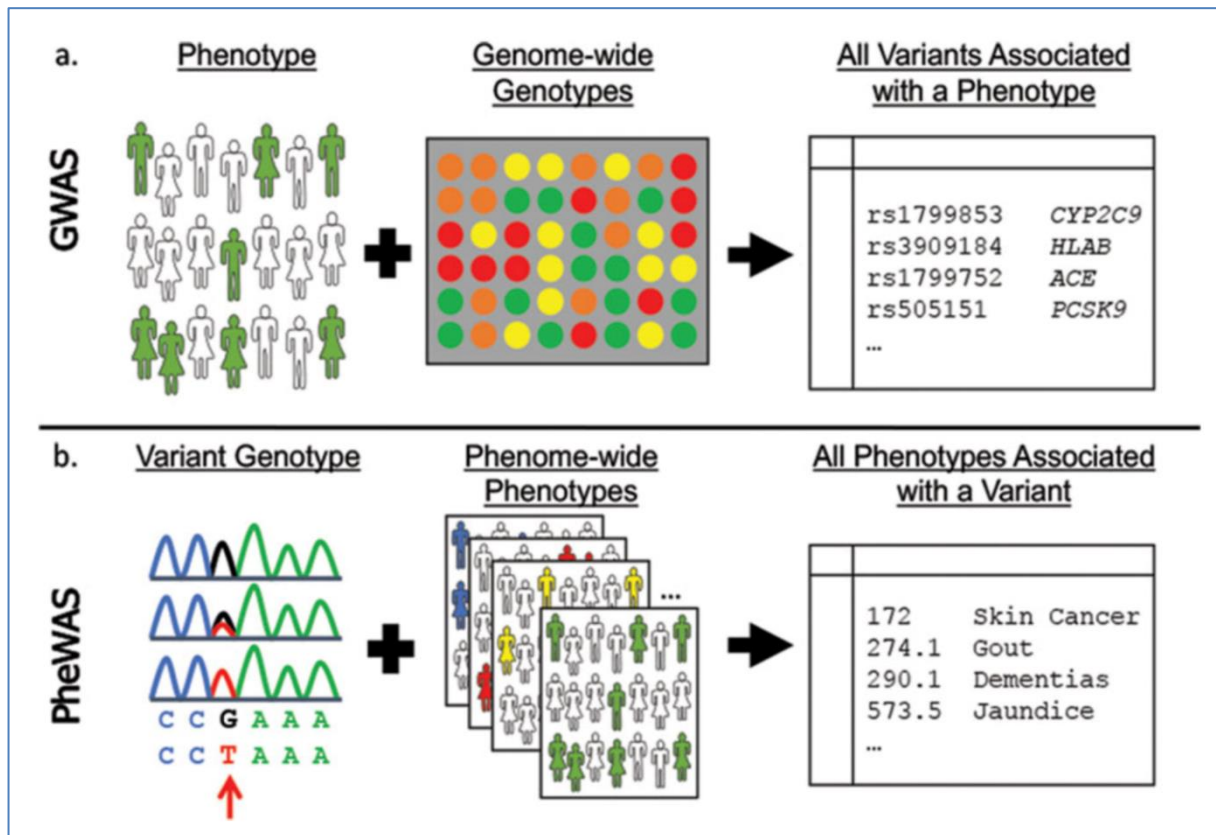 a.
Phenotype
Genome-wide
Genotypes
All Variants Associated
with a Phenotype
GWAS
rs1799853 CYP2C9
rs3909184 HLAB
rs1799752 ACE
rs505151 PCSK9
…
b.
Variant Genotype
Phenome-wide
Phenotypes
All Phenotypes Associated
with a Variant
PheWAS
...
C C G A A A
C C T A A A
172 Skin Cancer
274.1 Gout
290.1 Dementias
573.5 Jaundice
…